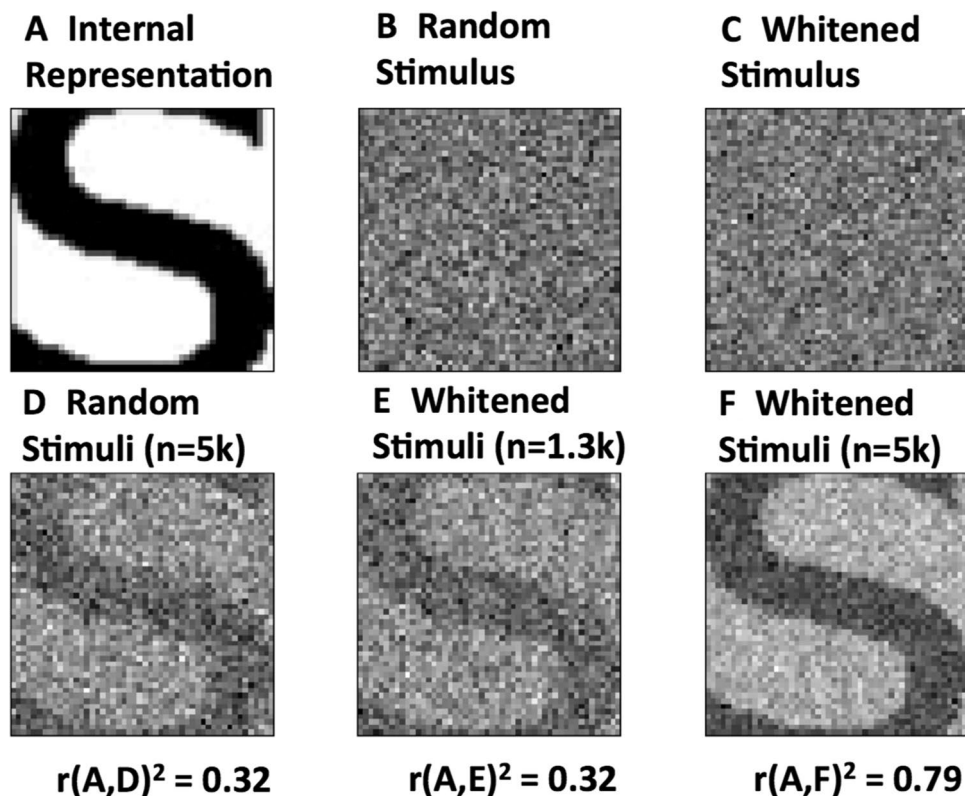 A Internal
Representation
B Random
Stimulus
C Whitened
Stimulus
D Random
Stimuli (n=5k)
E Whitened
Stimuli (n=1.3k)
F Whitened
Stimuli (n=5k)
r(A,D)² = 0.32
r(A,E)² = 0.32
r(A,F)² = 0.79